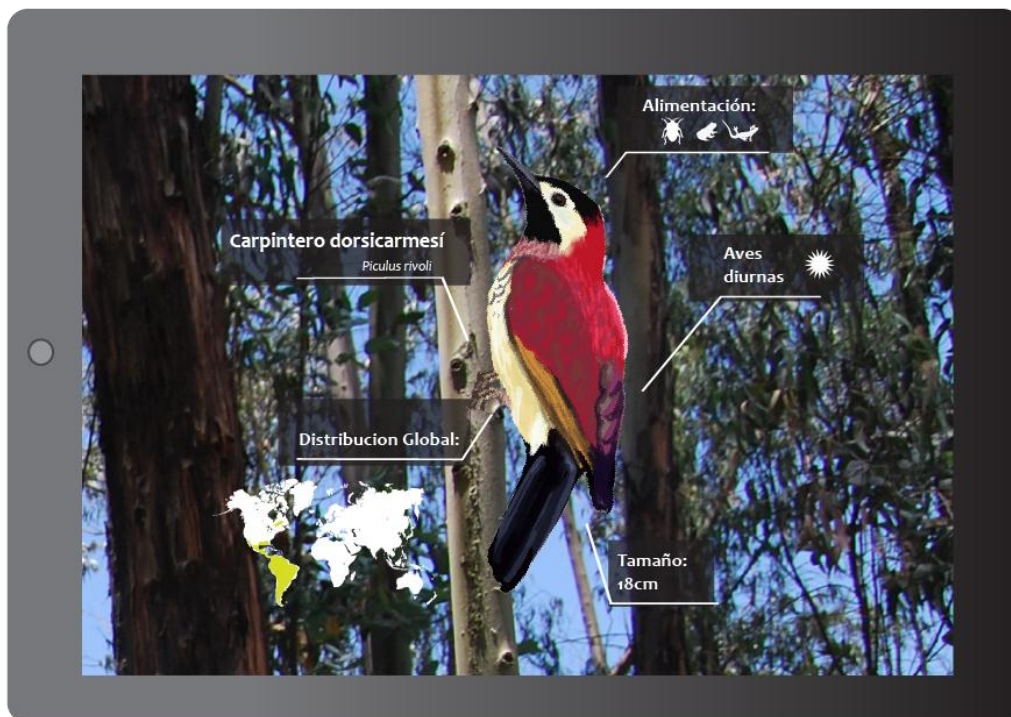 Alimentación:
Carpintero dorsicarmesí
Piculus rivoli
Aves
diurnas
Distribucion Global:
Tamaño:
18cm